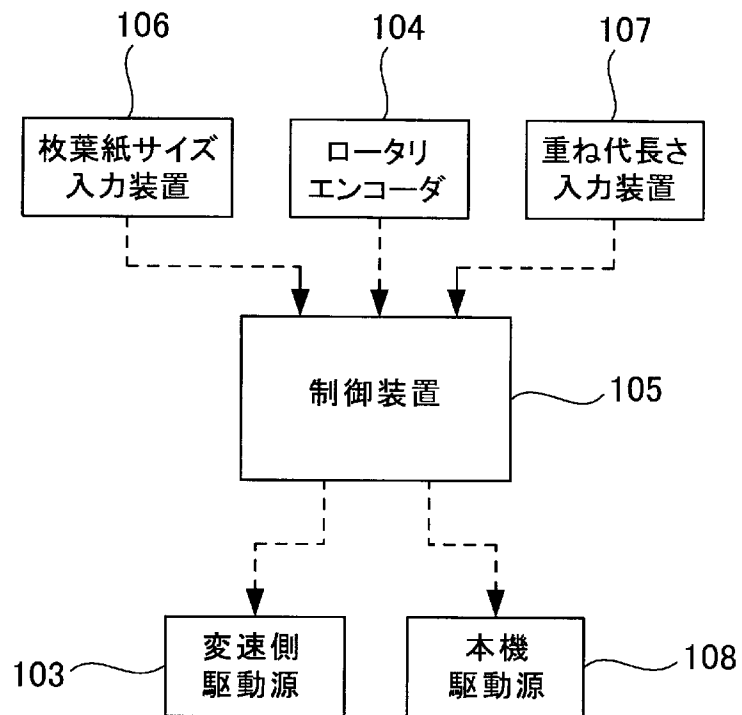 106
104
107
枚葉紙サイズ
入力装置
ロータリ
エンコーダ
重ね代長さ
入力装置
制御装置
105
変速側
駆動源
103
本機
駆動源
108